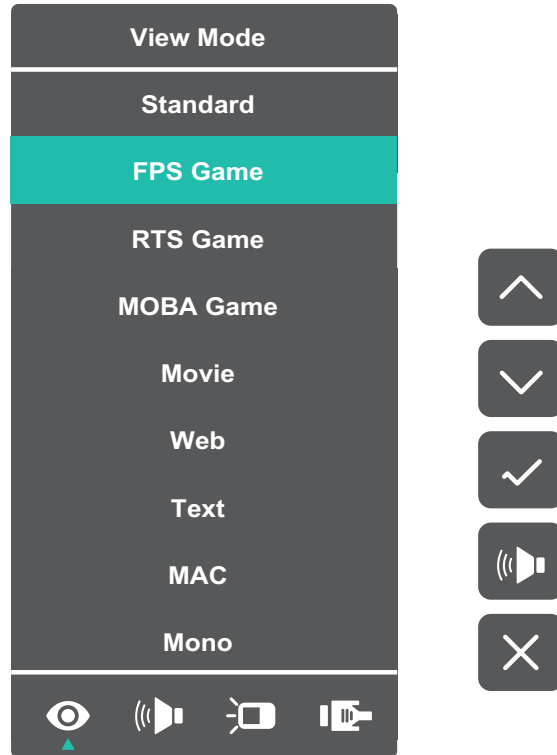 View Mode
Standard
FPS Game
RTS Game
MOBA Game
Movie
Web
Text
MAC
Mono